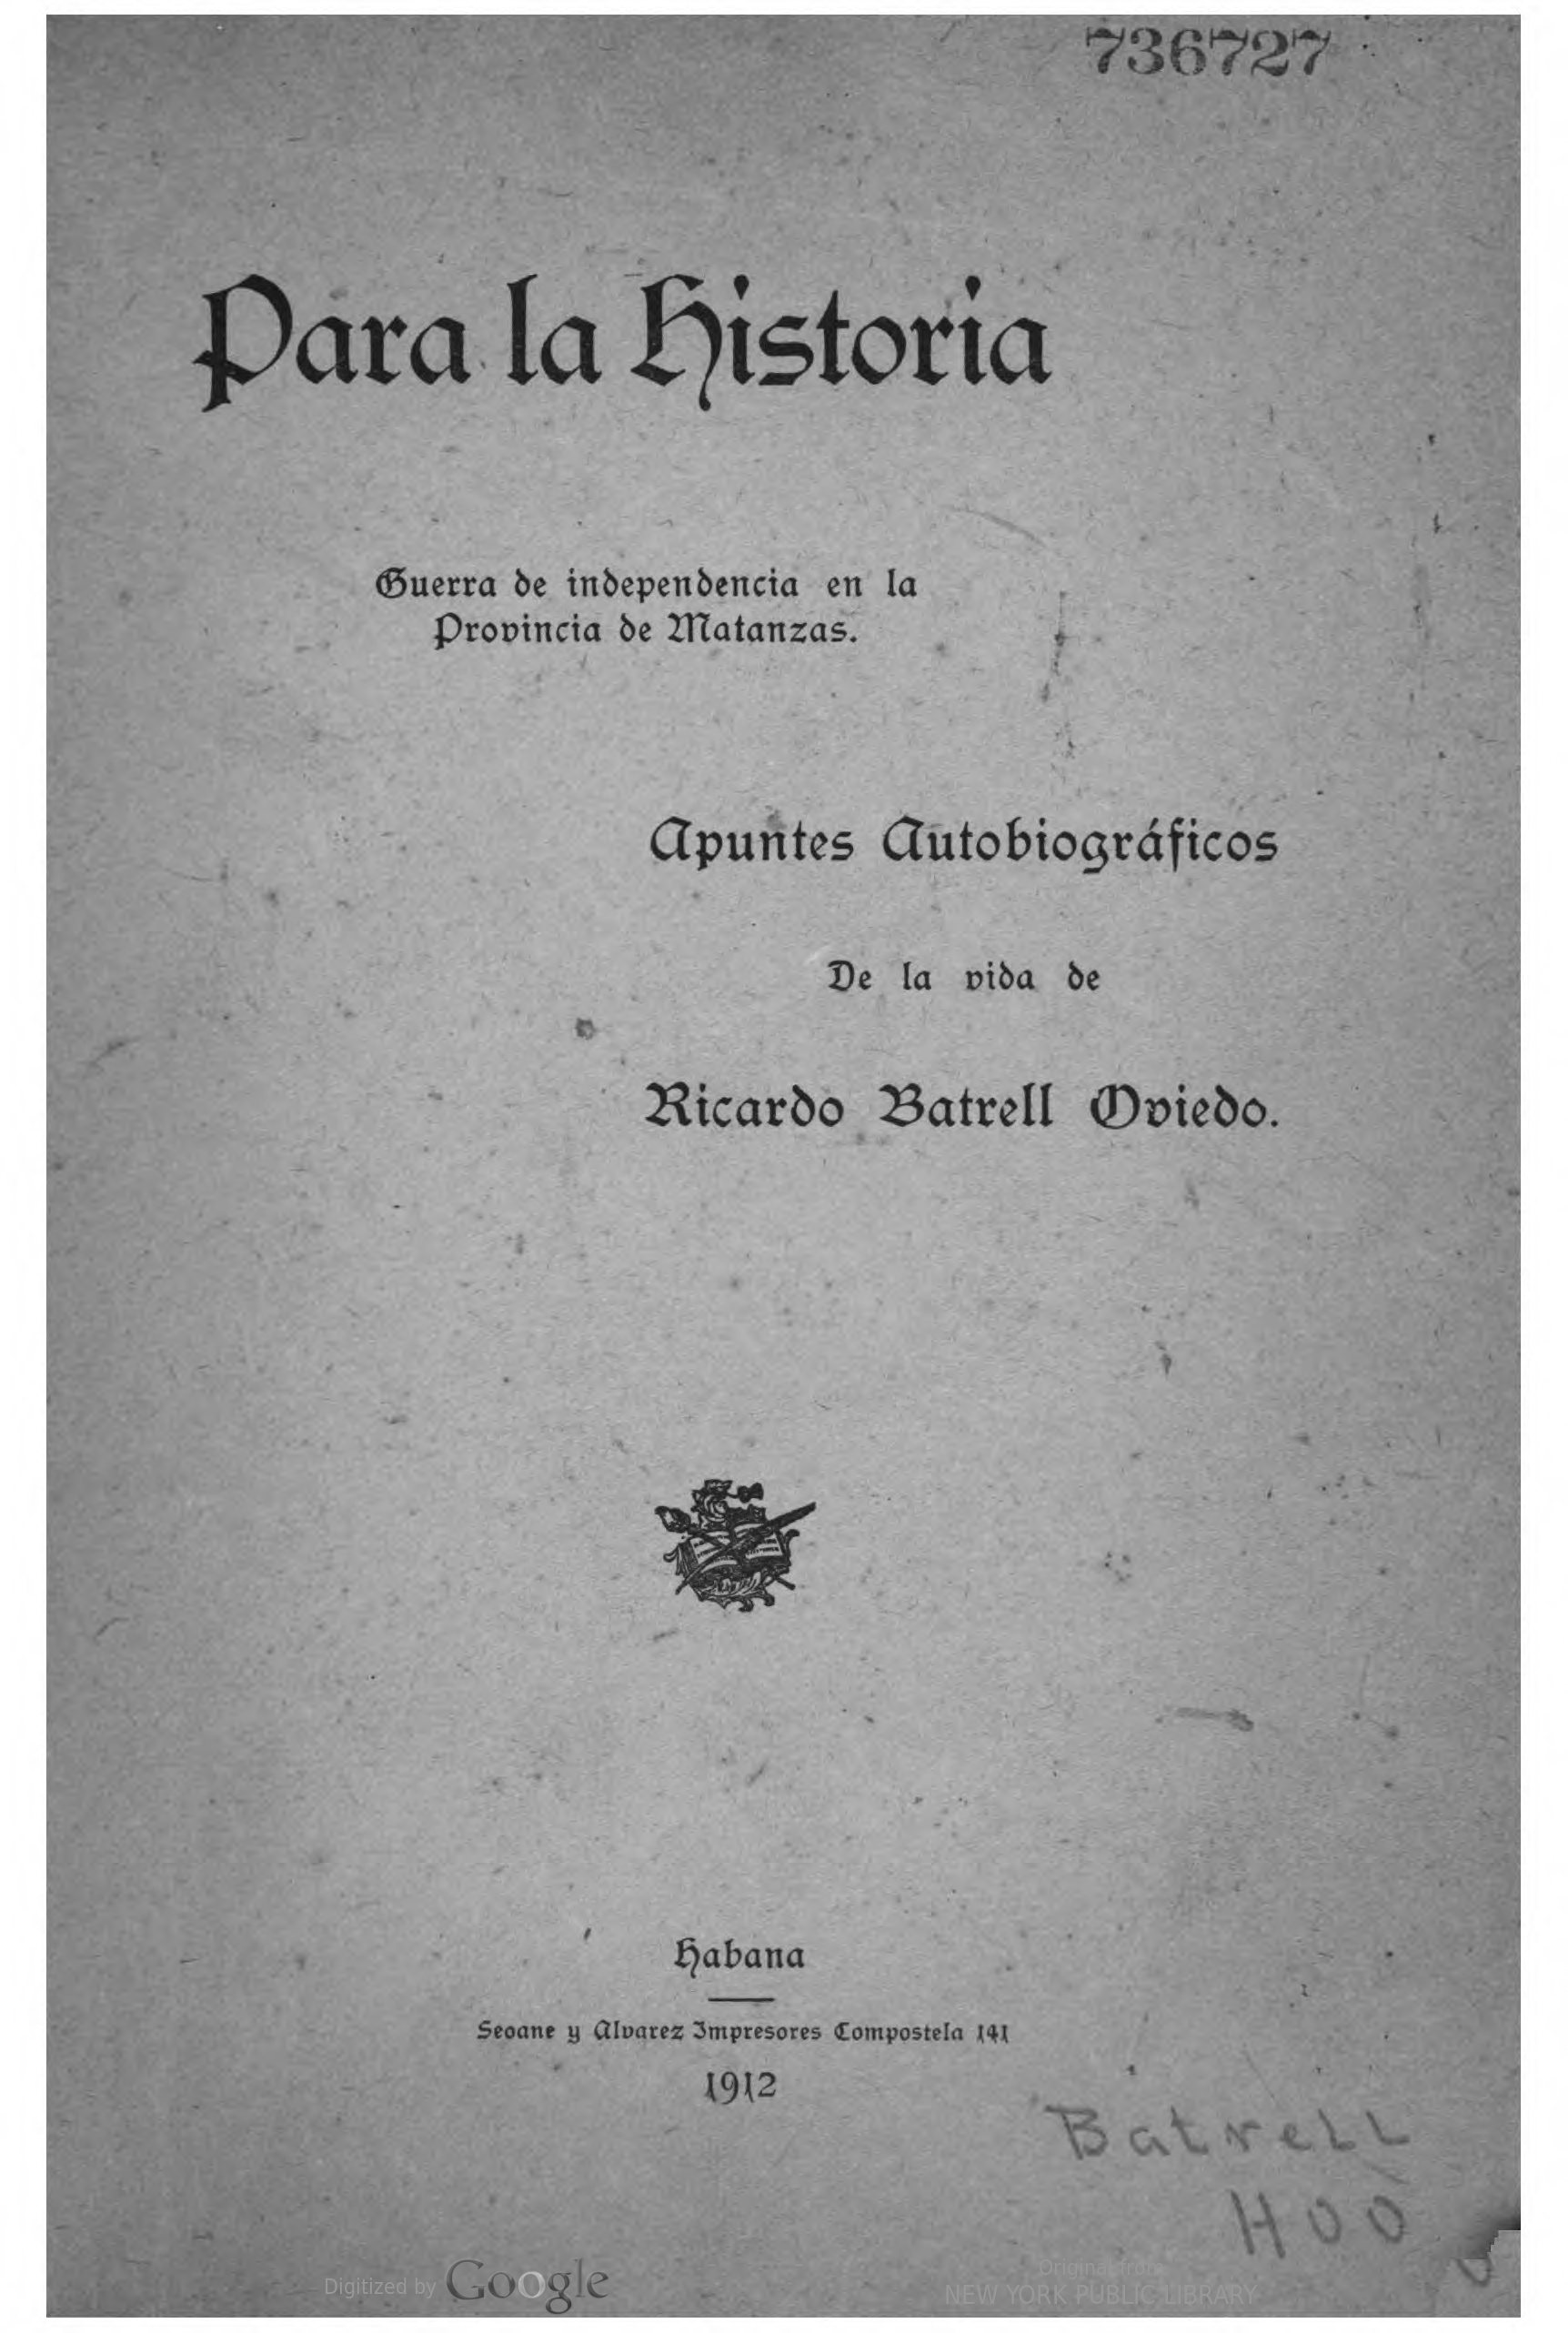 736727
Para la Historia
Guerra de independencia en la
Provincia de Matanzas.
Apuntes Autobiográficos
De la vida de
Ricardo Batrell Oviedo.
Habana
Seoane y Alvarez Impresores Compostela 141
1912
Batrell
HOO
Digitized by Google
Original from
NEW YORK PUBLIC LIBRARY